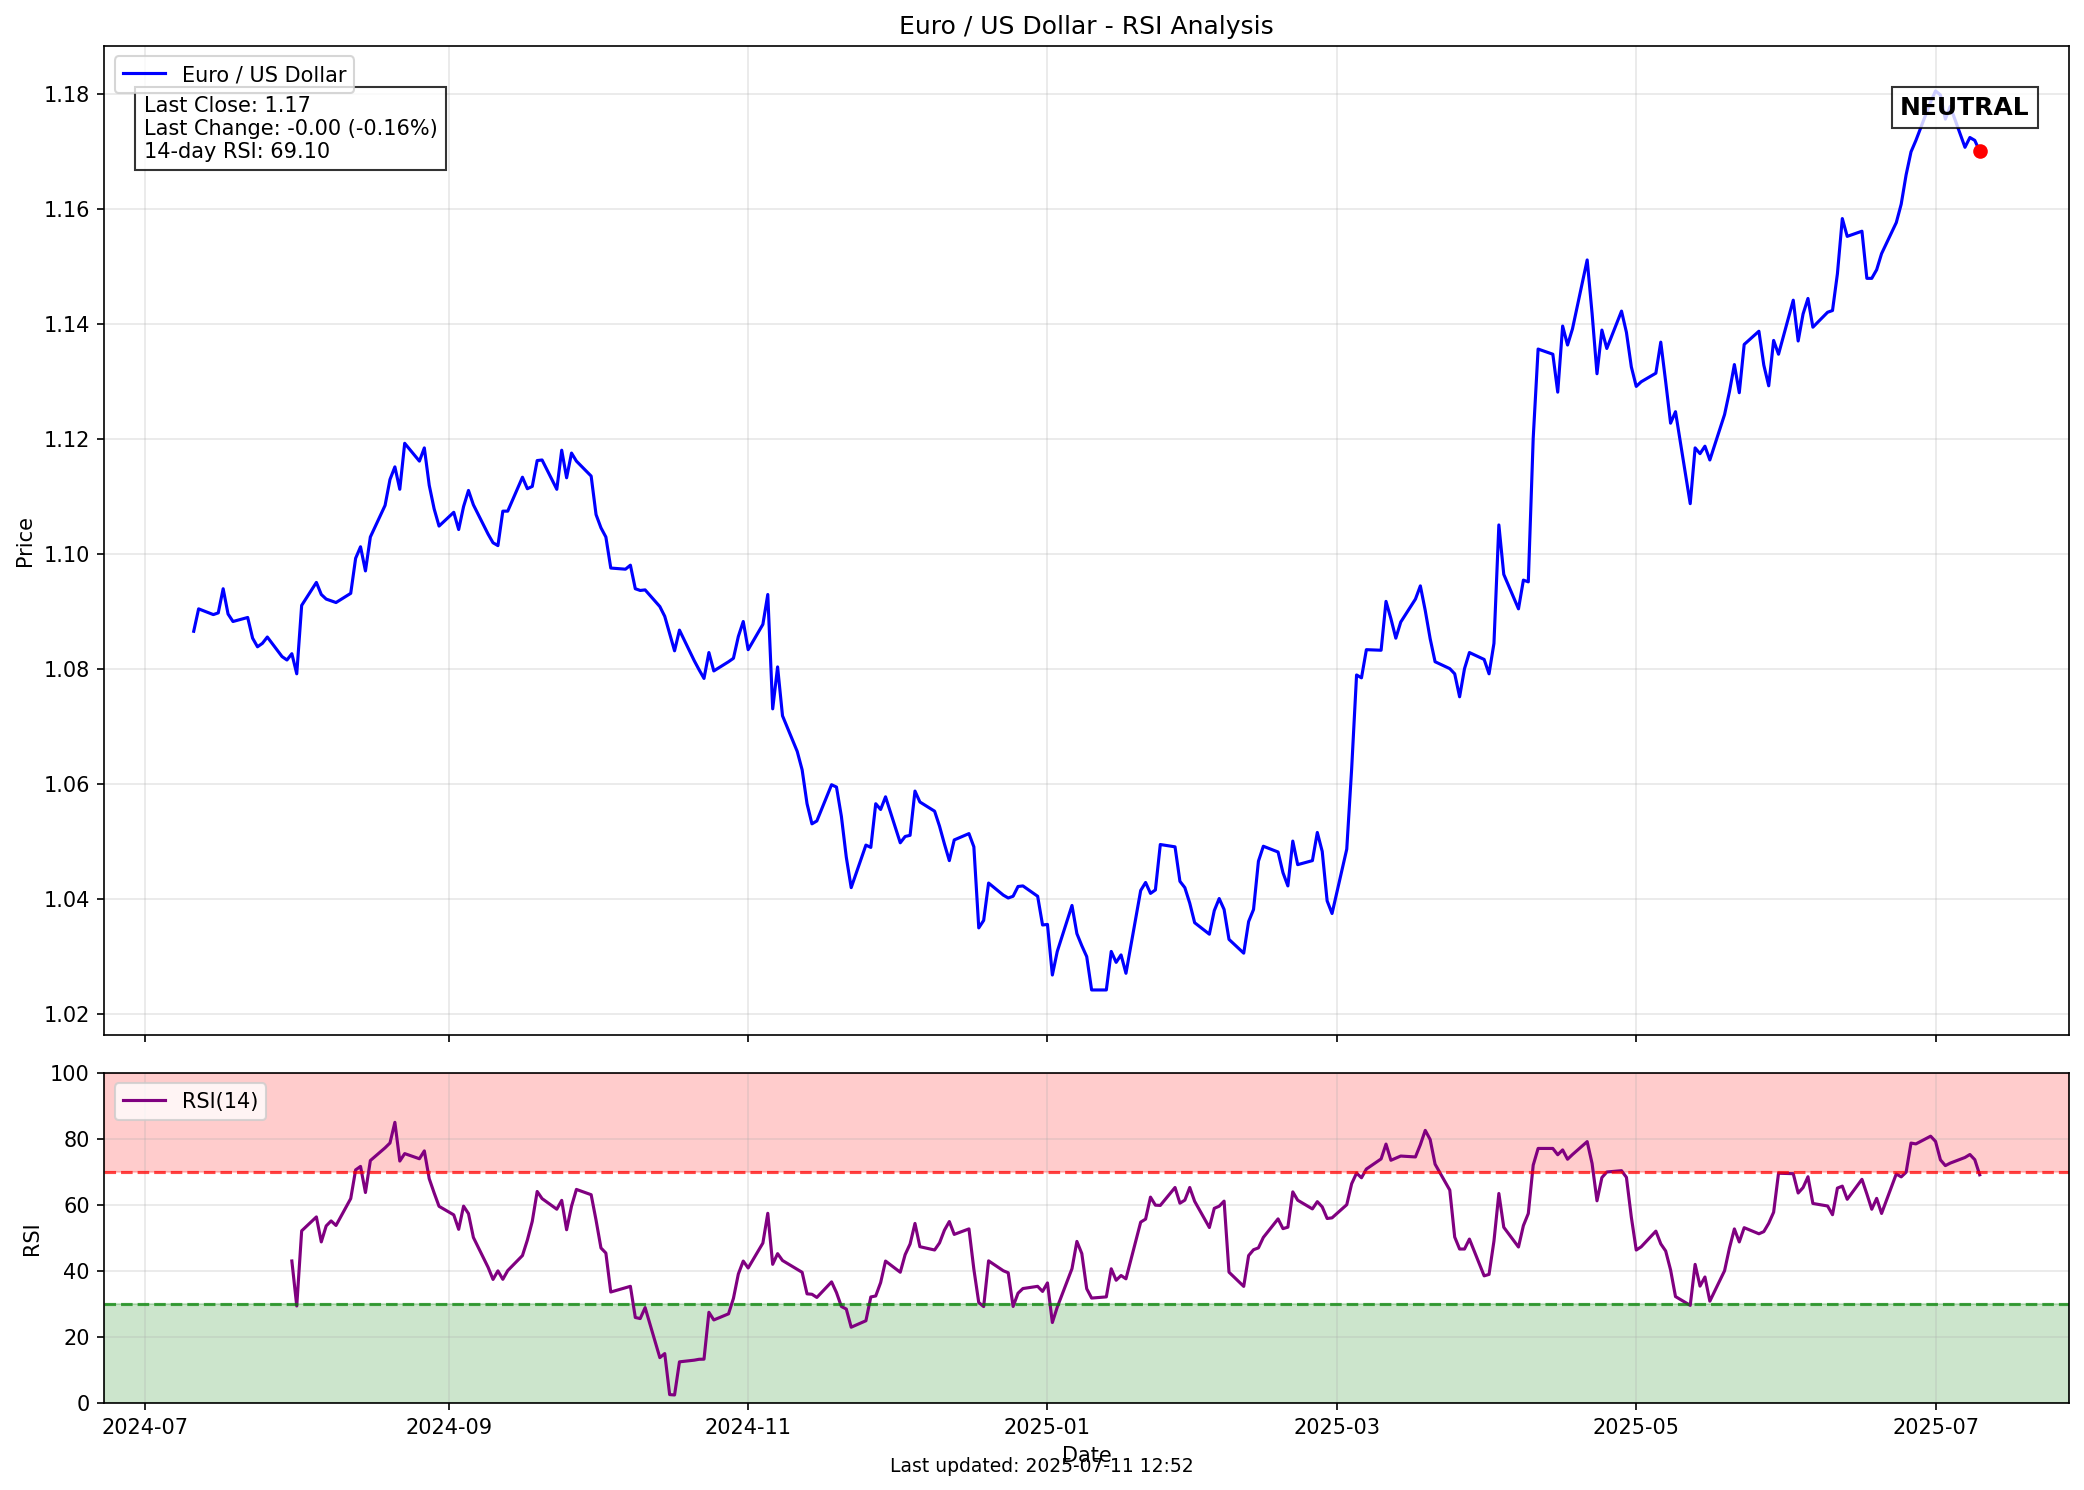 Euro / US Dollar - RSI Analysis
Euro / US Dollar
Last Close: 1.17
Last Change: -0.00 (-0.16%)
14-day RSI: 69.10
NEUTRAL
Price
1.18
1.16
1.14
1.12
1.10
1.08
1.06
1.04
1.02
RSI(14)
RSI
100
80
60
40
20
0
2024-07 2024-09 2024-11 2025-01 2025-03 2025-05 2025-07
Date
Last updated: 2025-07-11 12:52